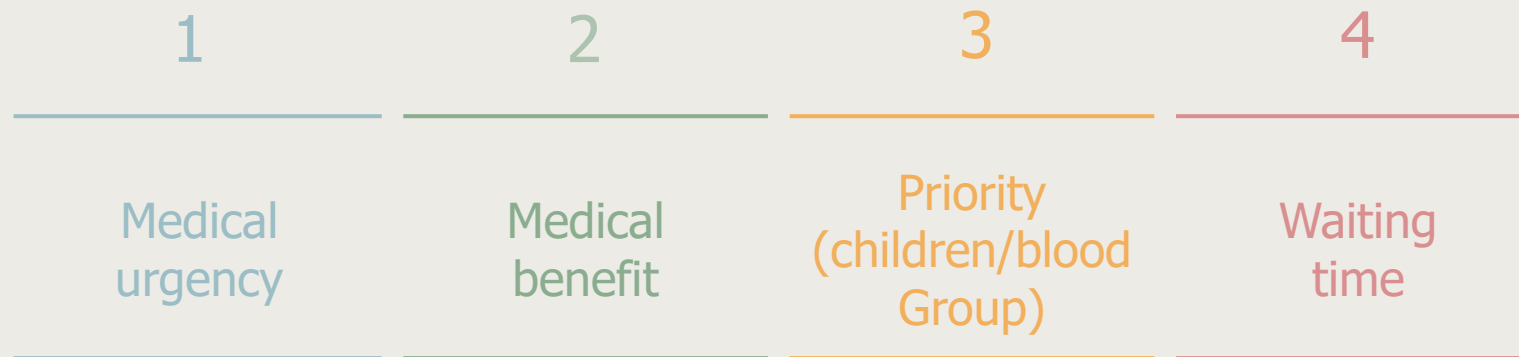 1
2
3
4
Medical
urgency
Medical
benefit
Priority
(children/blood
Group)
Waiting
time